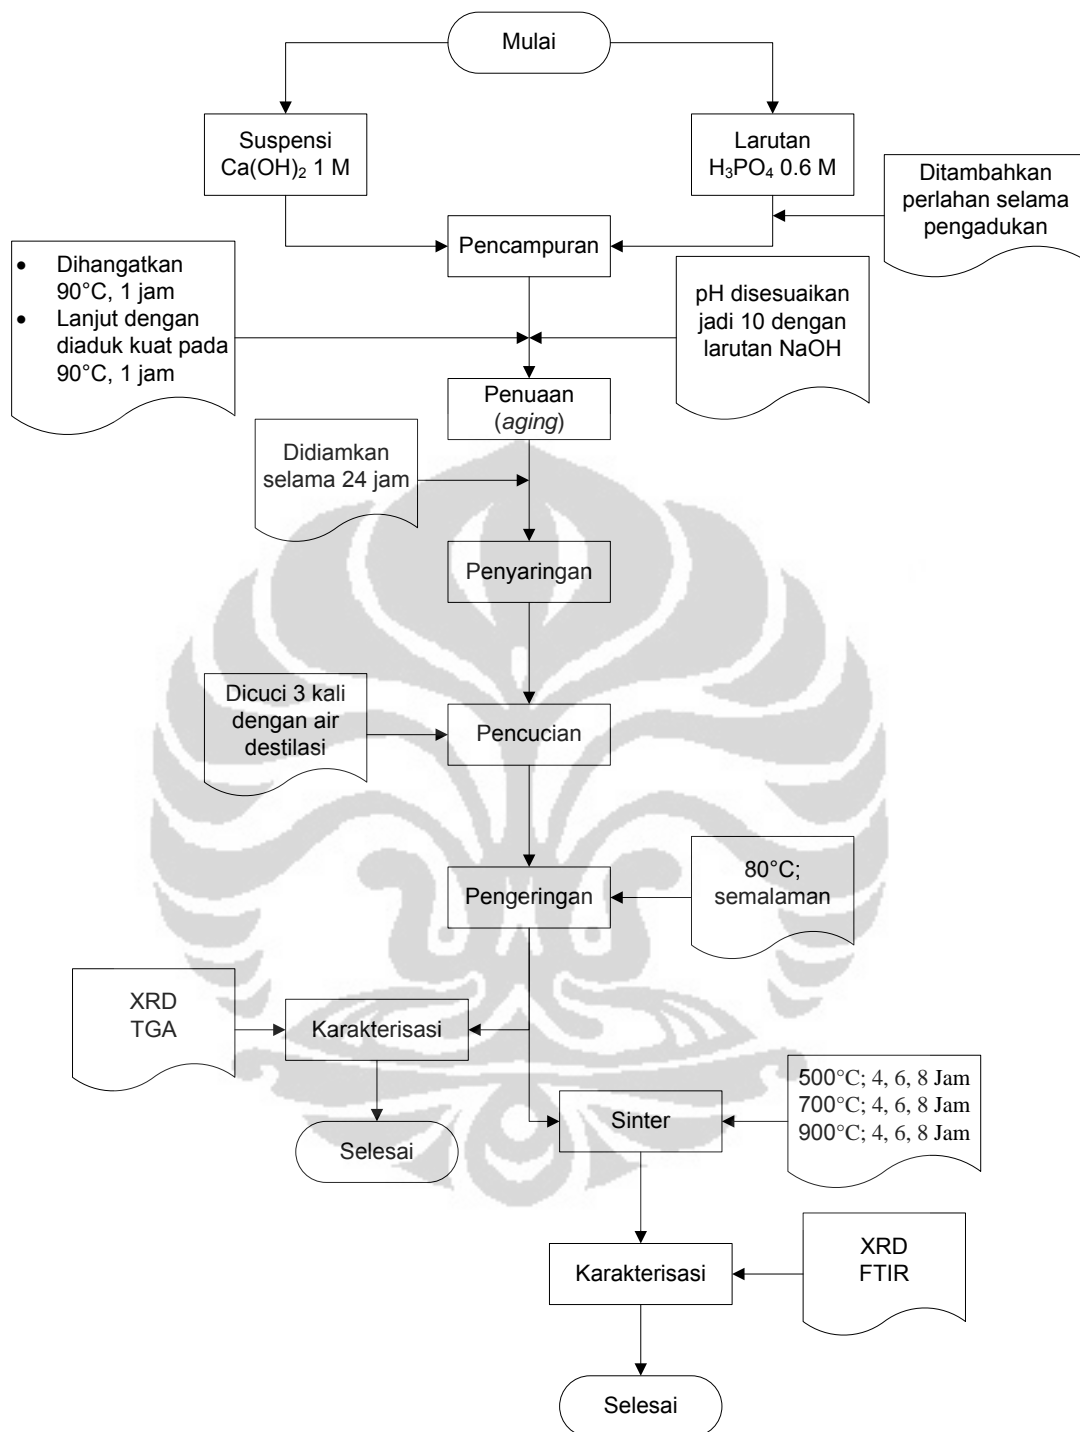 Mulai
Suspensi
Ca(OH)₂ 1 M
Larutan
H₃PO₄ 0.6 M
Ditambahkan
perlahan selama
pengadukan
Pencampuran
• Dihangatkan
90°C, 1 jam
• Lanjut dengan
diaduk kuat pada
90°C, 1 jam
pH disesuaikan
jadi 10 dengan
larutan NaOH
Penuaan
(aging)
Didiamkan
selama 24 jam
Penyaringan
Dicuci 3 kali
dengan air
destilasi
Pencucian
Pengeringan
80°C;
semalaman
XRD
TGA
Karakterisasi
Selesai
Sinter
500°C; 4, 6, 8 Jam
700°C; 4, 6, 8 Jam
900°C; 4, 6, 8 Jam
Karakterisasi
XRD
FTIR
Selesai